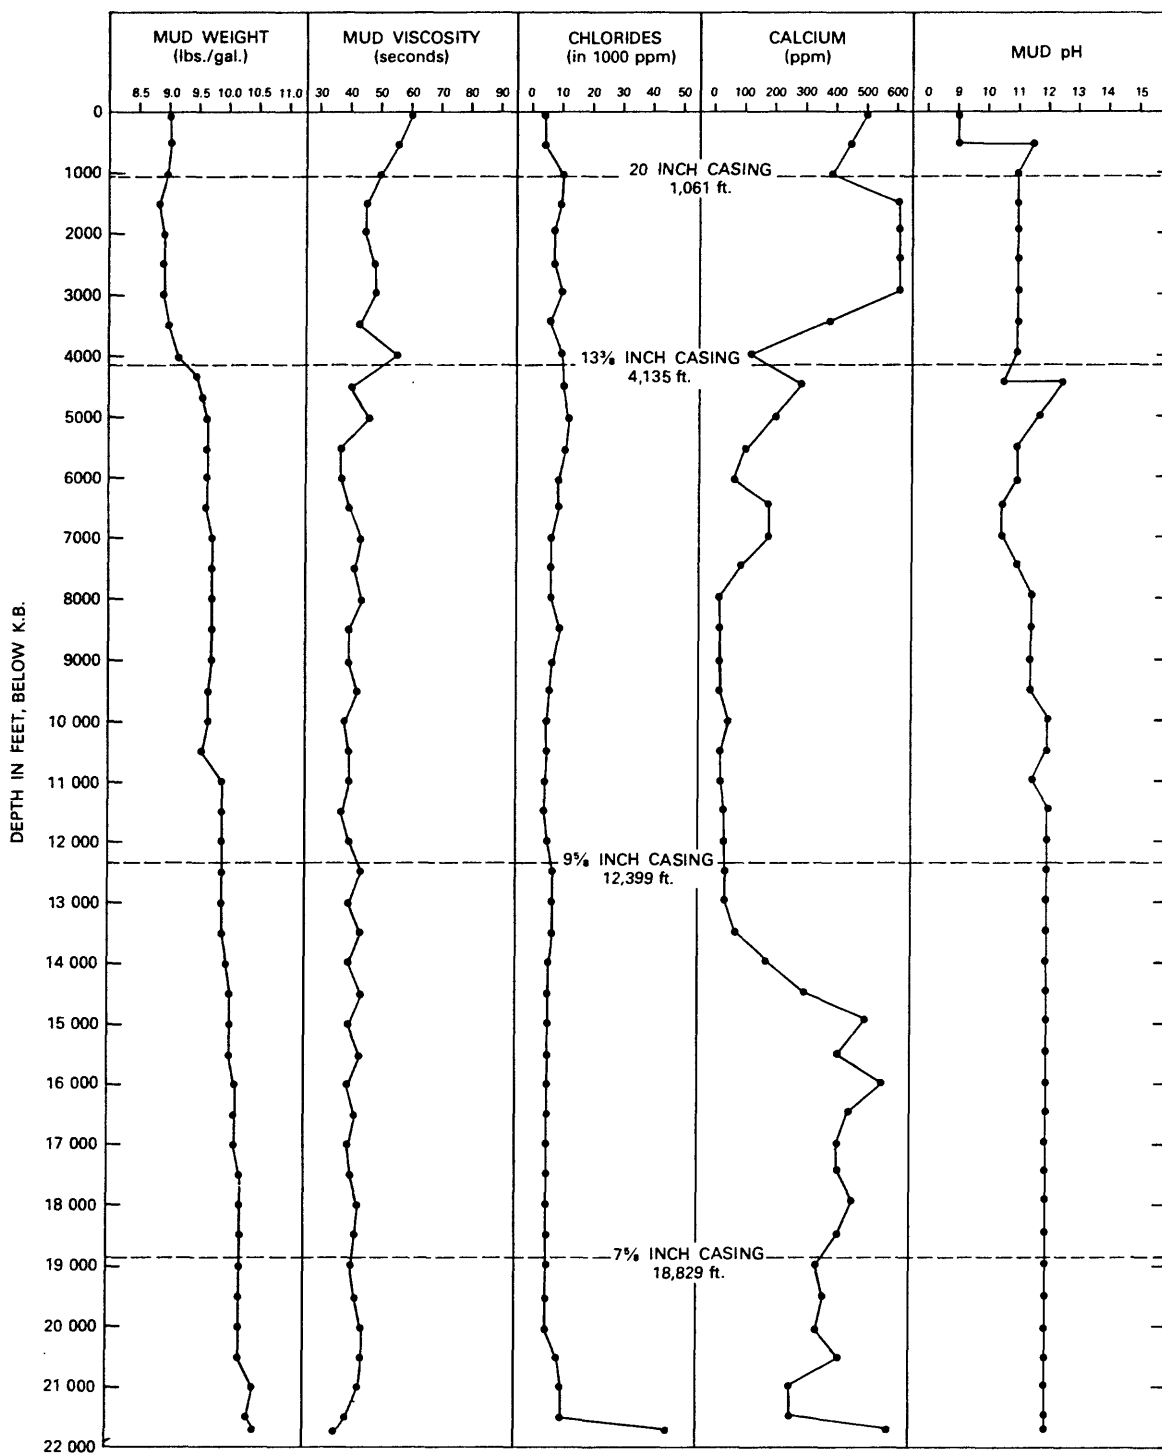 MUD WEIGHT
(lbs./gal.)
8.5 9.0 9.5 10.0 10.5 11.0
MUD VISCOSITY
(seconds)
30 40 50 60 70 80 90
CHLORIDES
(in 1000 ppm)
0 10 20 30 40 50
CALCIUM
(ppm)
0 100 200 300 400 500 600
MUD pH
0 9 10 11 12 13 14 15
DEPTH IN FEET, BELOW K.B.
0
1000
2000
3000
4000
5000
6000
7000
8000
9000
10 000
11 000
12 000
13 000
14 000
15 000
16 000
17 000
18 000
19 000
20 000
21 000
22 000
20 INCH CASING
1,061 ft.
13⅜ INCH CASING
4,135 ft.
9⅝ INCH CASING
12,399 ft.
7⅝ INCH CASING
18,829 ft.